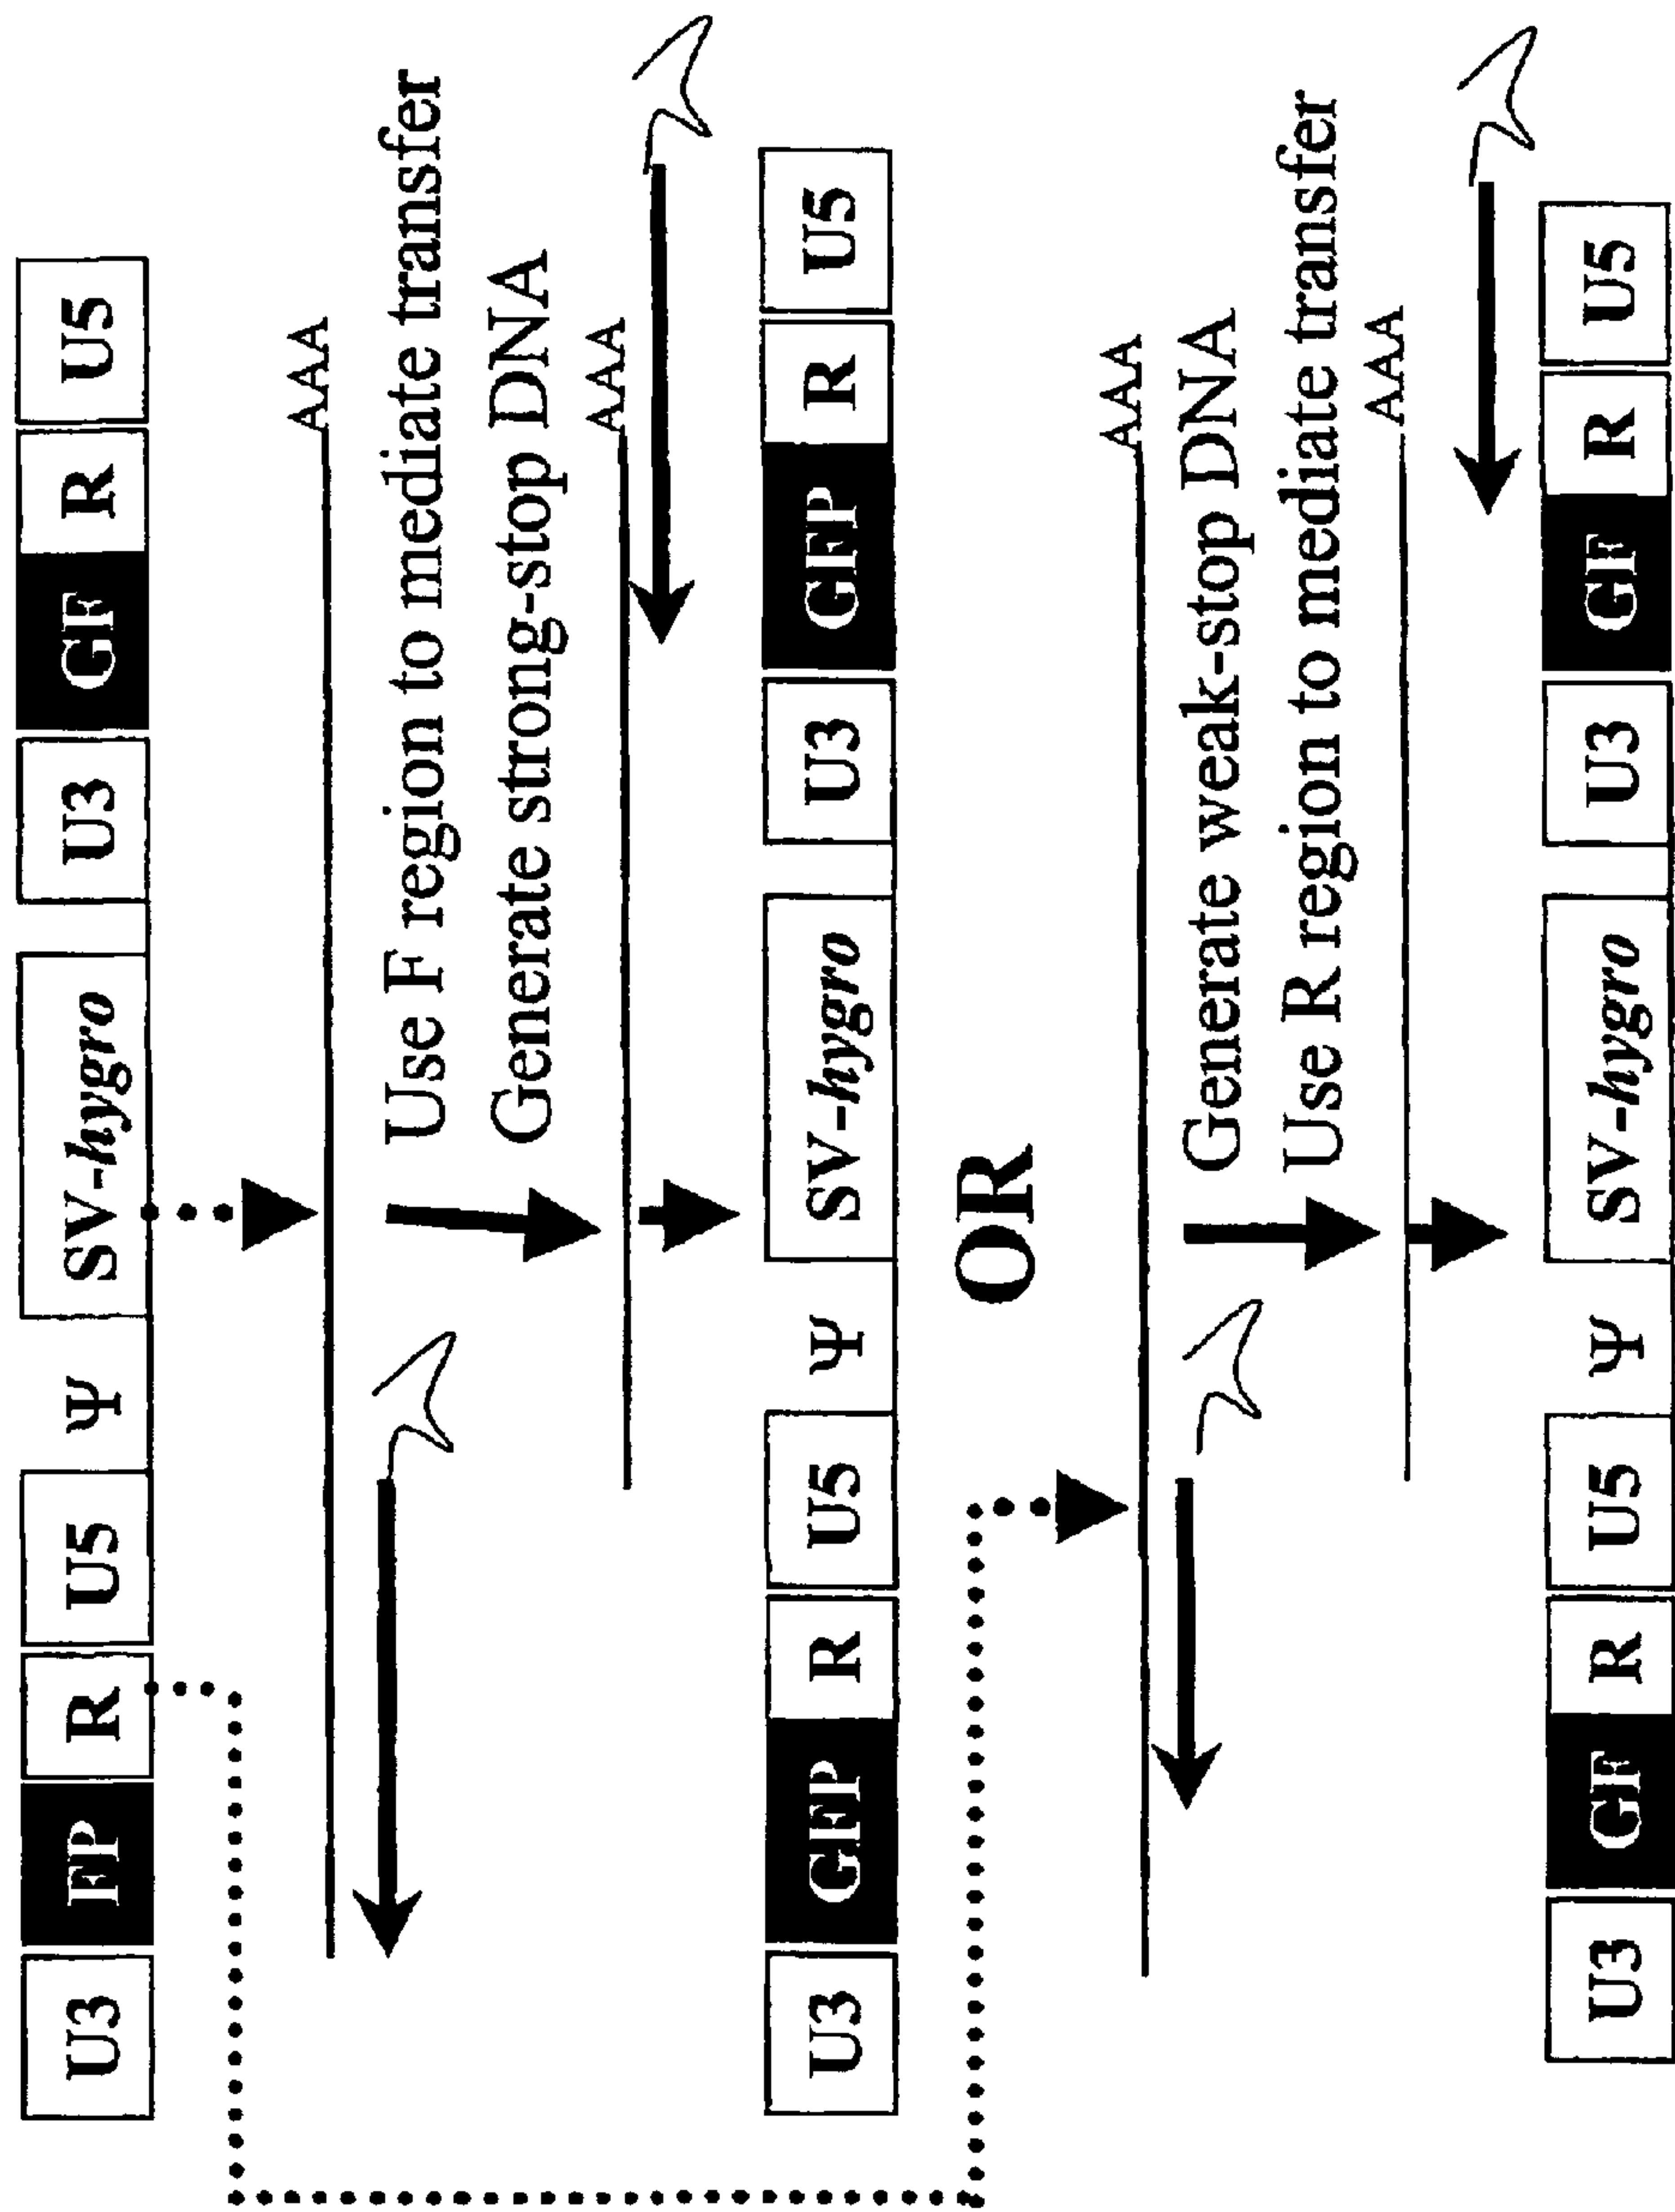 U3 FP R U5 Ψ SV-hygro U3 GF R U5
AAA
Use F region to mediate transfer
Generate strong-stop DNA
AAA
U3 GFP R U5 Ψ SV-hygro U3 GFP R U5
OR
AAA
Generate weak-stop DNA
Use R region to mediate transfer
AAA
U3 GF R U5 Ψ SV-hygro U3 GF R U5